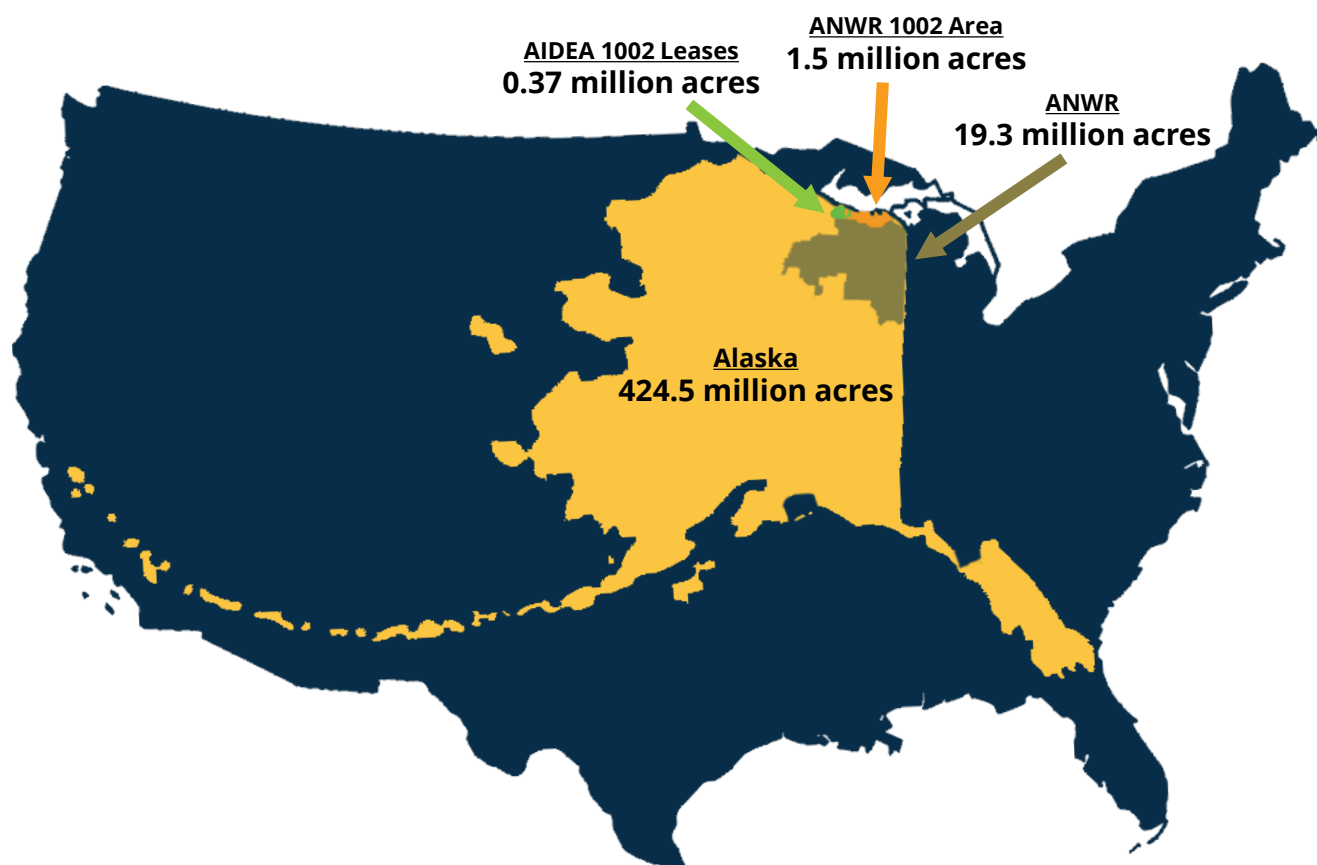 AIDEA 1002 Leases
0.37 million acres
ANWR 1002 Area
1.5 million acres
ANWR
19.3 million acres
Alaska
424.5 million acres